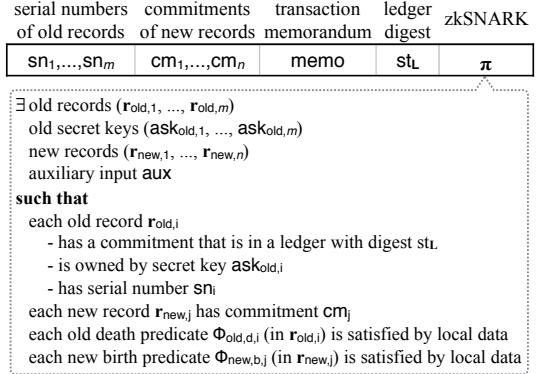 serial numbers of old records
commitments of new records
transaction memorandum
ledger digest
zkSNARK
sn1,...,snm cm1,...,cmn memo stL π
∃ old records (rold,1, ..., rold,m)
old secret keys (askold,1, ..., askold,m)
new records (rnew,1, ..., rnew,n)
auxiliary input aux
such that
each old record rold,i
- has a commitment that is in a ledger with digest stL
- is owned by secret key askold,i
- has serial number sni
each new record rnew,j has commitment cmj
each old death predicate Φold,d,i (in rold,i) is satisfied by local data
each new birth predicate Φnew,b,j (in rnew,j) is satisfied by local data